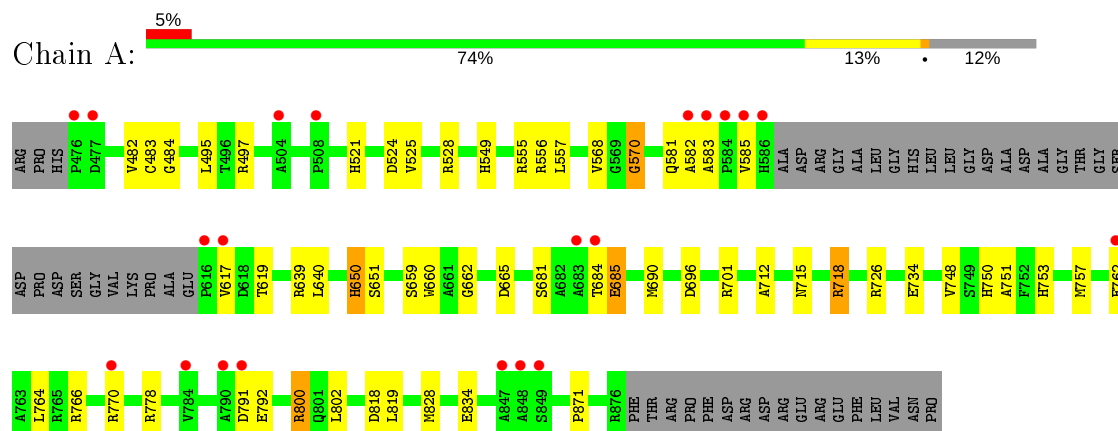 5%
Chain A:
74% 13% • 12%
ARG PRO HIS P476 D477 V482 C483 G484 L495 T496 R497 A504 P508 H521 D524 V525 R528 H549 R555 R556 L557 V568 G569 G570 Q581 A582 A583 P584 V585 H586 ALA ASP ARG GLY ALA LEU GLY HIS LEU LEU GLY ASP ALA ASP ALA GLY THR GLY SER
ASP PRO ASP SER GLY VAL LYS PRO ALA GLU P616 V617 D618 T619 R639 L640 H650 S651 S659 W660 A661 G662 D665 S681 A682 A683 T684 E685 M690 D696 R701 A712 N715 R718 R726 E734 V748 S749 H750 A751 F752 H753 M757 E762
A763 L764 R765 R766 R770 R778 V784 A790 D791 E792 R800 Q801 L802 D818 L819 M828 E834 A847 A848 S849 P871 R876 PHE THR ARG PRO PHE ASP ARG ASP ARG GLU ARG GLU PHE LEU VAL ASN PRO